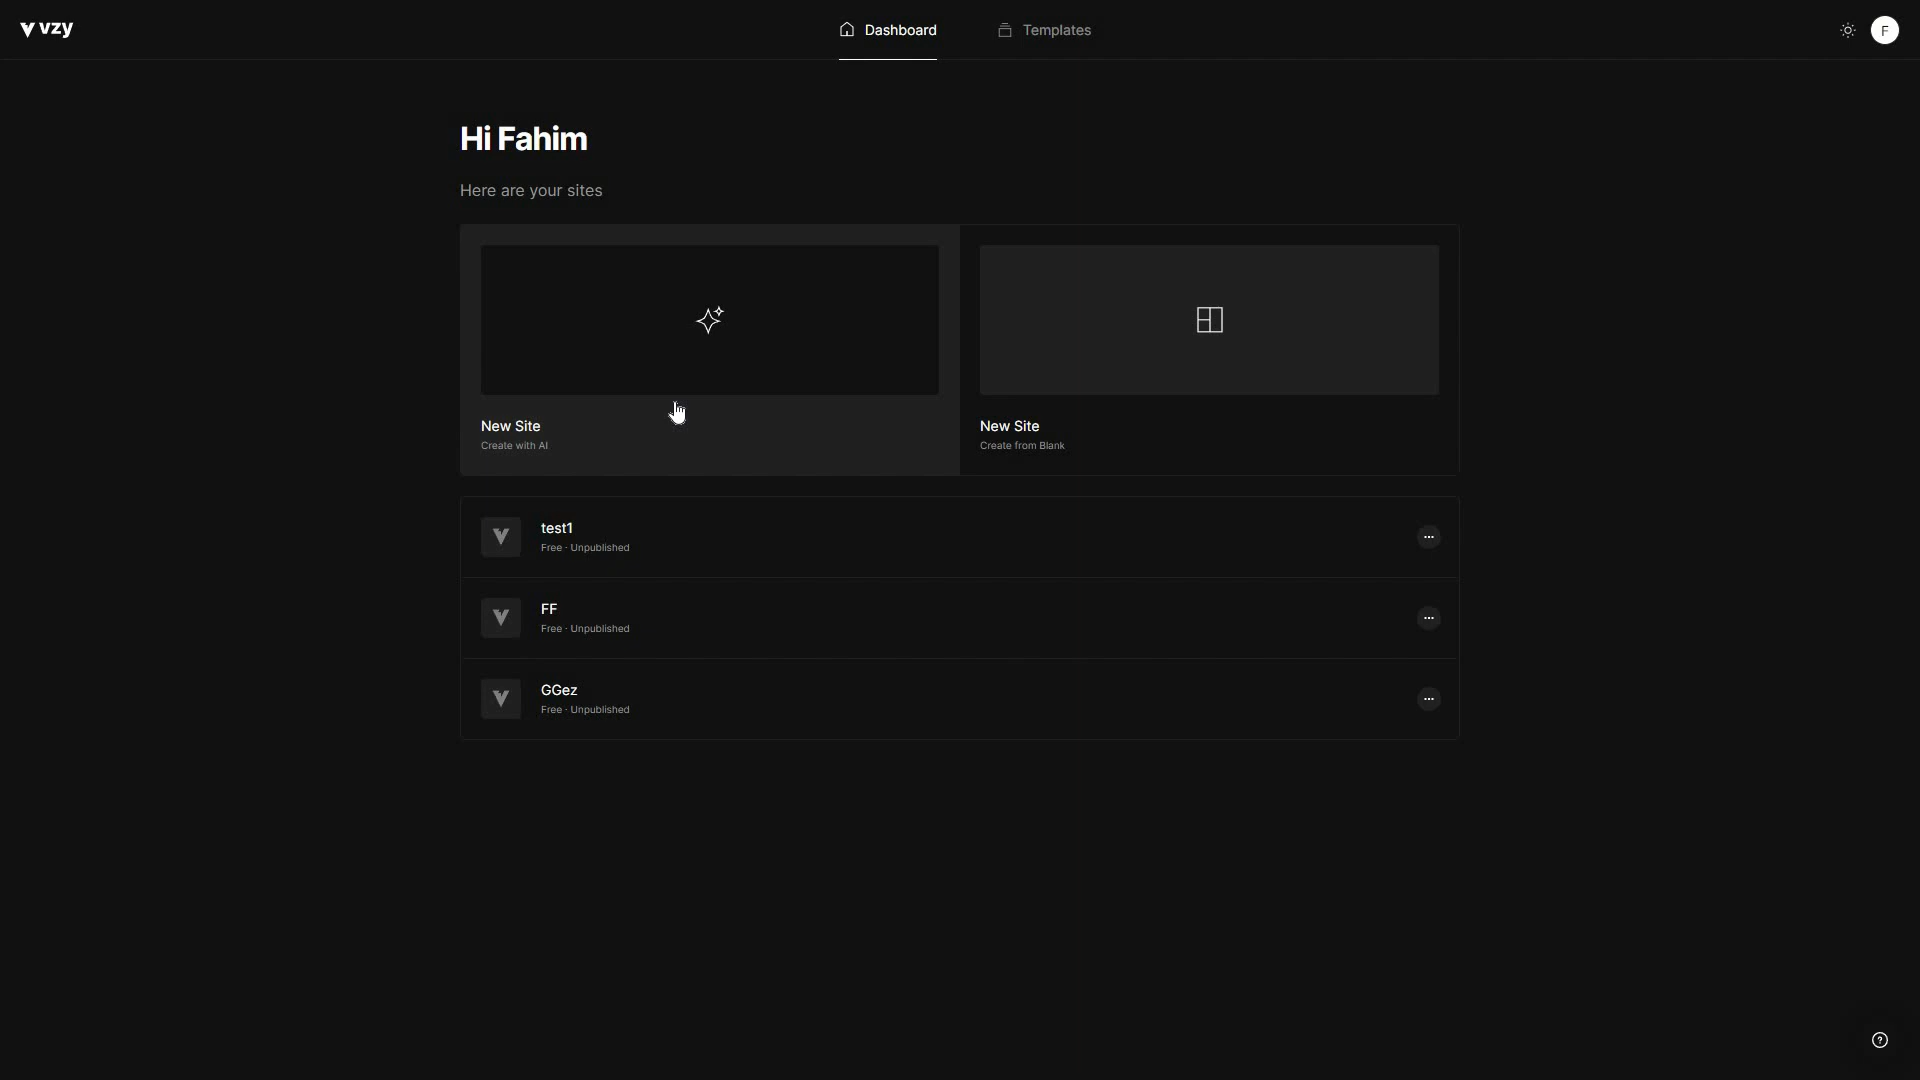 vzy
Dashboard
Templates
F
Hi Fahim
Here are your sites
New Site
Create with AI
New Site
Create from Blank
test1
Free · Unpublished
FF
Free · Unpublished
GGez
Free · Unpublished